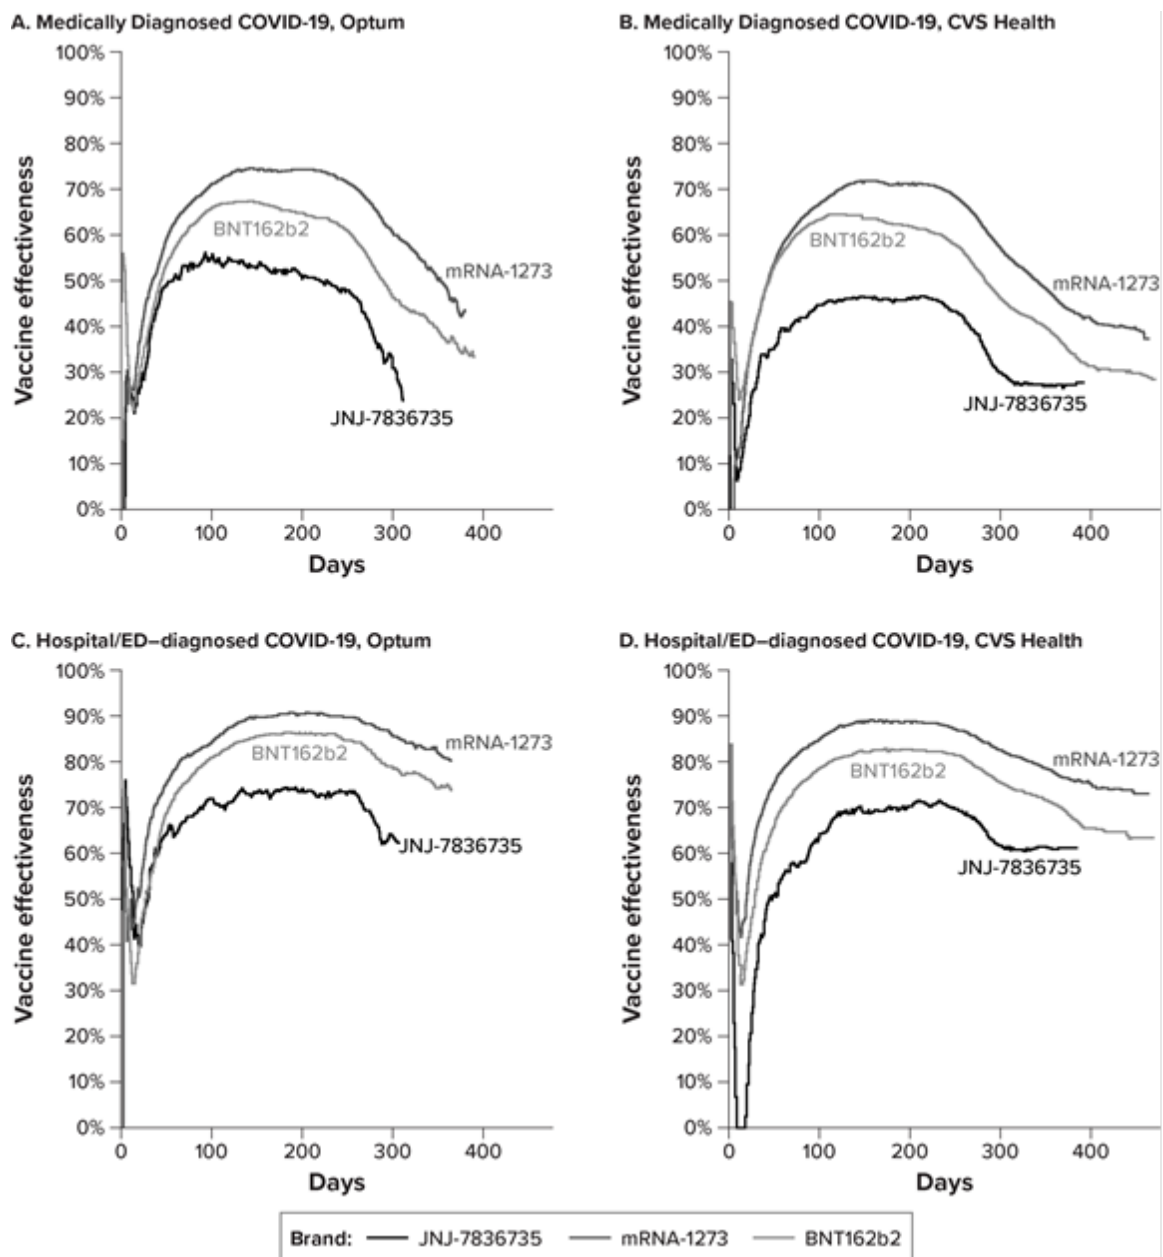 A. Medically Diagnosed COVID-19, Optum
100%
90%
80%
70%
60%
50%
40%
30%
20%
10%
0%
Vaccine effectiveness
BNT162b2
mRNA-1273
JNJ-7836735
0 100 200 300 400
Days
B. Medically Diagnosed COVID-19, CVS Health
100%
90%
80%
70%
60%
50%
40%
30%
20%
10%
0%
Vaccine effectiveness
BNT162b2
mRNA-1273
JNJ-7836735
0 100 200 300 400
Days
C. Hospital/ED–diagnosed COVID-19, Optum
100%
90%
80%
70%
60%
50%
40%
30%
20%
10%
0%
Vaccine effectiveness
mRNA-1273
BNT162b2
JNJ-7836735
0 100 200 300 400
Days
D. Hospital/ED–diagnosed COVID-19, CVS Health
100%
90%
80%
70%
60%
50%
40%
30%
20%
10%
0%
Vaccine effectiveness
mRNA-1273
BNT162b2
JNJ-7836735
0 100 200 300 400
Days
Brand: JNJ-7836735 mRNA-1273 BNT162b2